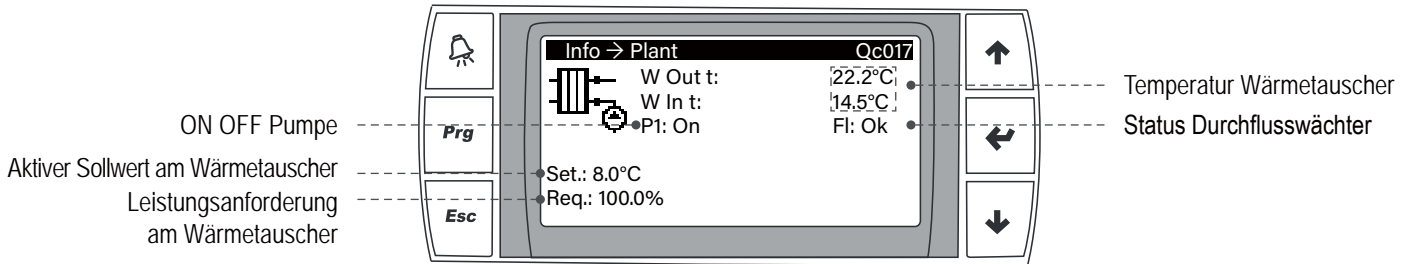 Info → Plant Qc017
W Out t: 22.2°C
W In t: 14.5°C
P1: On Fl: Ok
Set.: 8.0°C
Req.: 100.0%
Prg
Esc
ON OFF Pumpe
Aktiver Sollwert am Wärmetauscher
Leistungsanforderung
am Wärmetauscher
Temperatur Wärmetauscher
Status Durchflusswächter